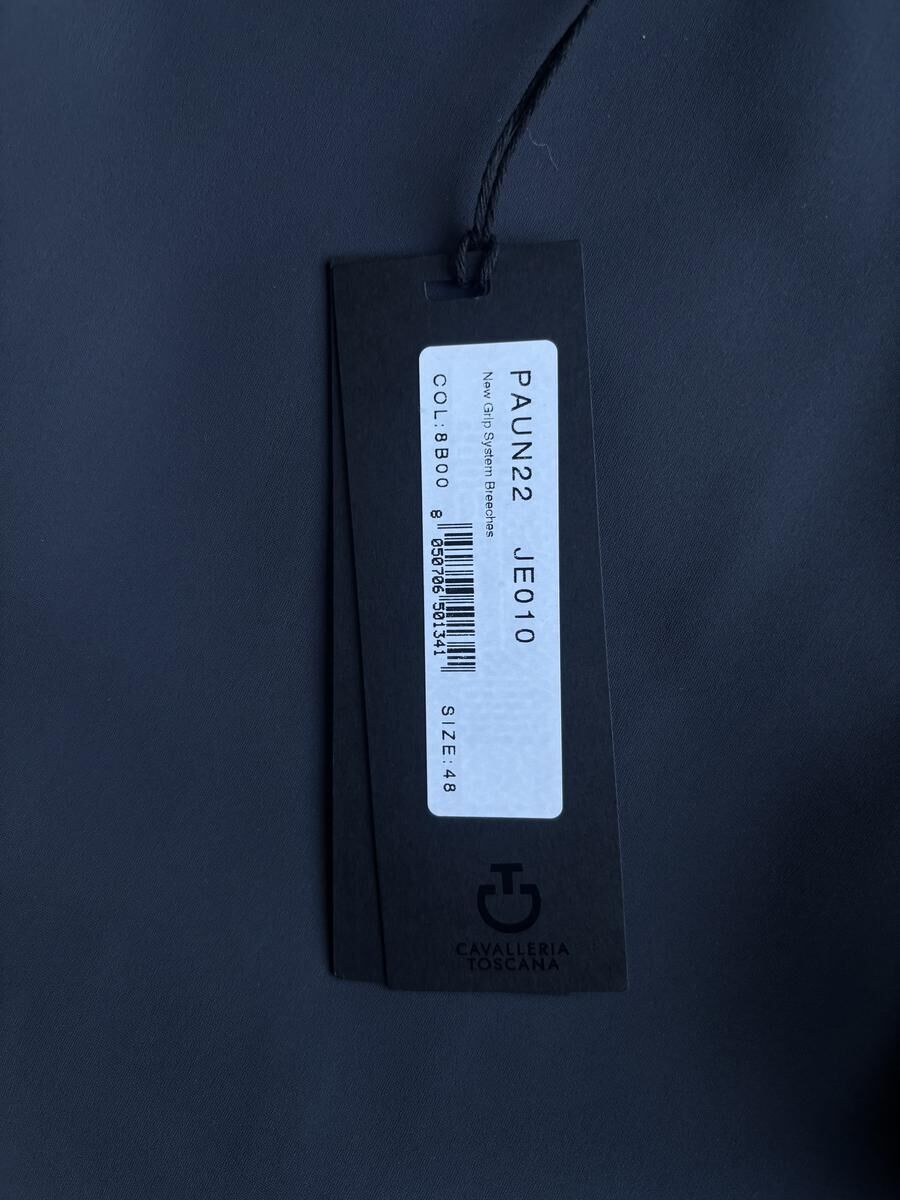 PAUN22 JE010
New Grip System Breeches
COL:8B00
8 050706 501341
SIZE:48
CAVALLERIA
TOSCANA